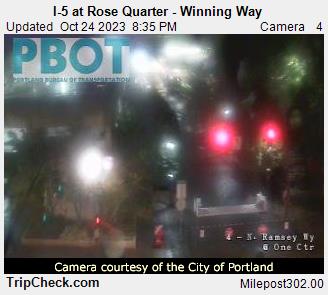 I-5 at Rose Quarter - Winning Way
Updated Oct 24 2023 8:35 PM Camera 4
PBOT
PORTLAND BUREAU OF TRANSPORTATION
4 - N. Ramsey Wy
@ One Ctr
Camera courtesy of the City of Portland
TripCheck.com Milepost302.00